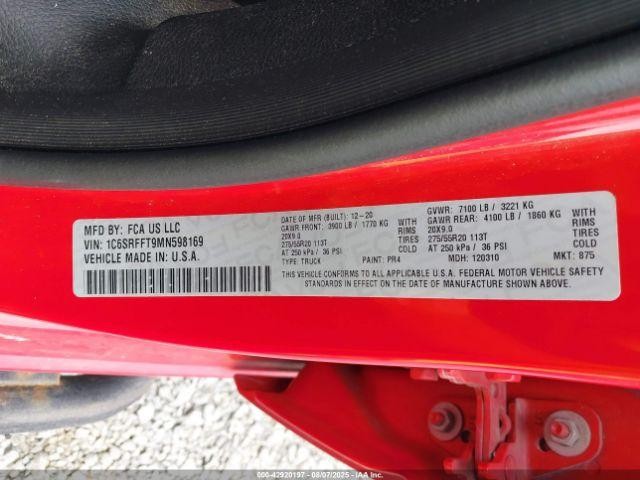 MFD BY: FCA US LLC
VIN: 1C6SRFFT9MN598169
VEHICLE MADE IN: U.S.A.
DATE OF MFR (BUILT): 12-20
GAWR FRONT: 3900 LB / 1770 KG WITH
20X9.0 RIMS
275/55R20 113T TIRES
AT 250 kPa / 36 PSI
TYPE: TRUCK PAINT: PR4
GVWR: 7100 LB / 3221 KG
GAWR REAR: 4100 LB / 1860 KG WITH
20X9.0 RIMS
275/55R20 113T TIRES
AT 250 kPa / 36 PSI
MDH: 120310 MKT: 875
THIS VEHICLE CONFORMS TO ALL APPLICABLE U.S.A. FEDERAL MOTOR VEHICLE SAFETY
STANDARDS IN EFFECT ON THE DATE OF MANUFACTURE SHOWN ABOVE.
000-42920197 - 08/07/2025 - IAAI.com